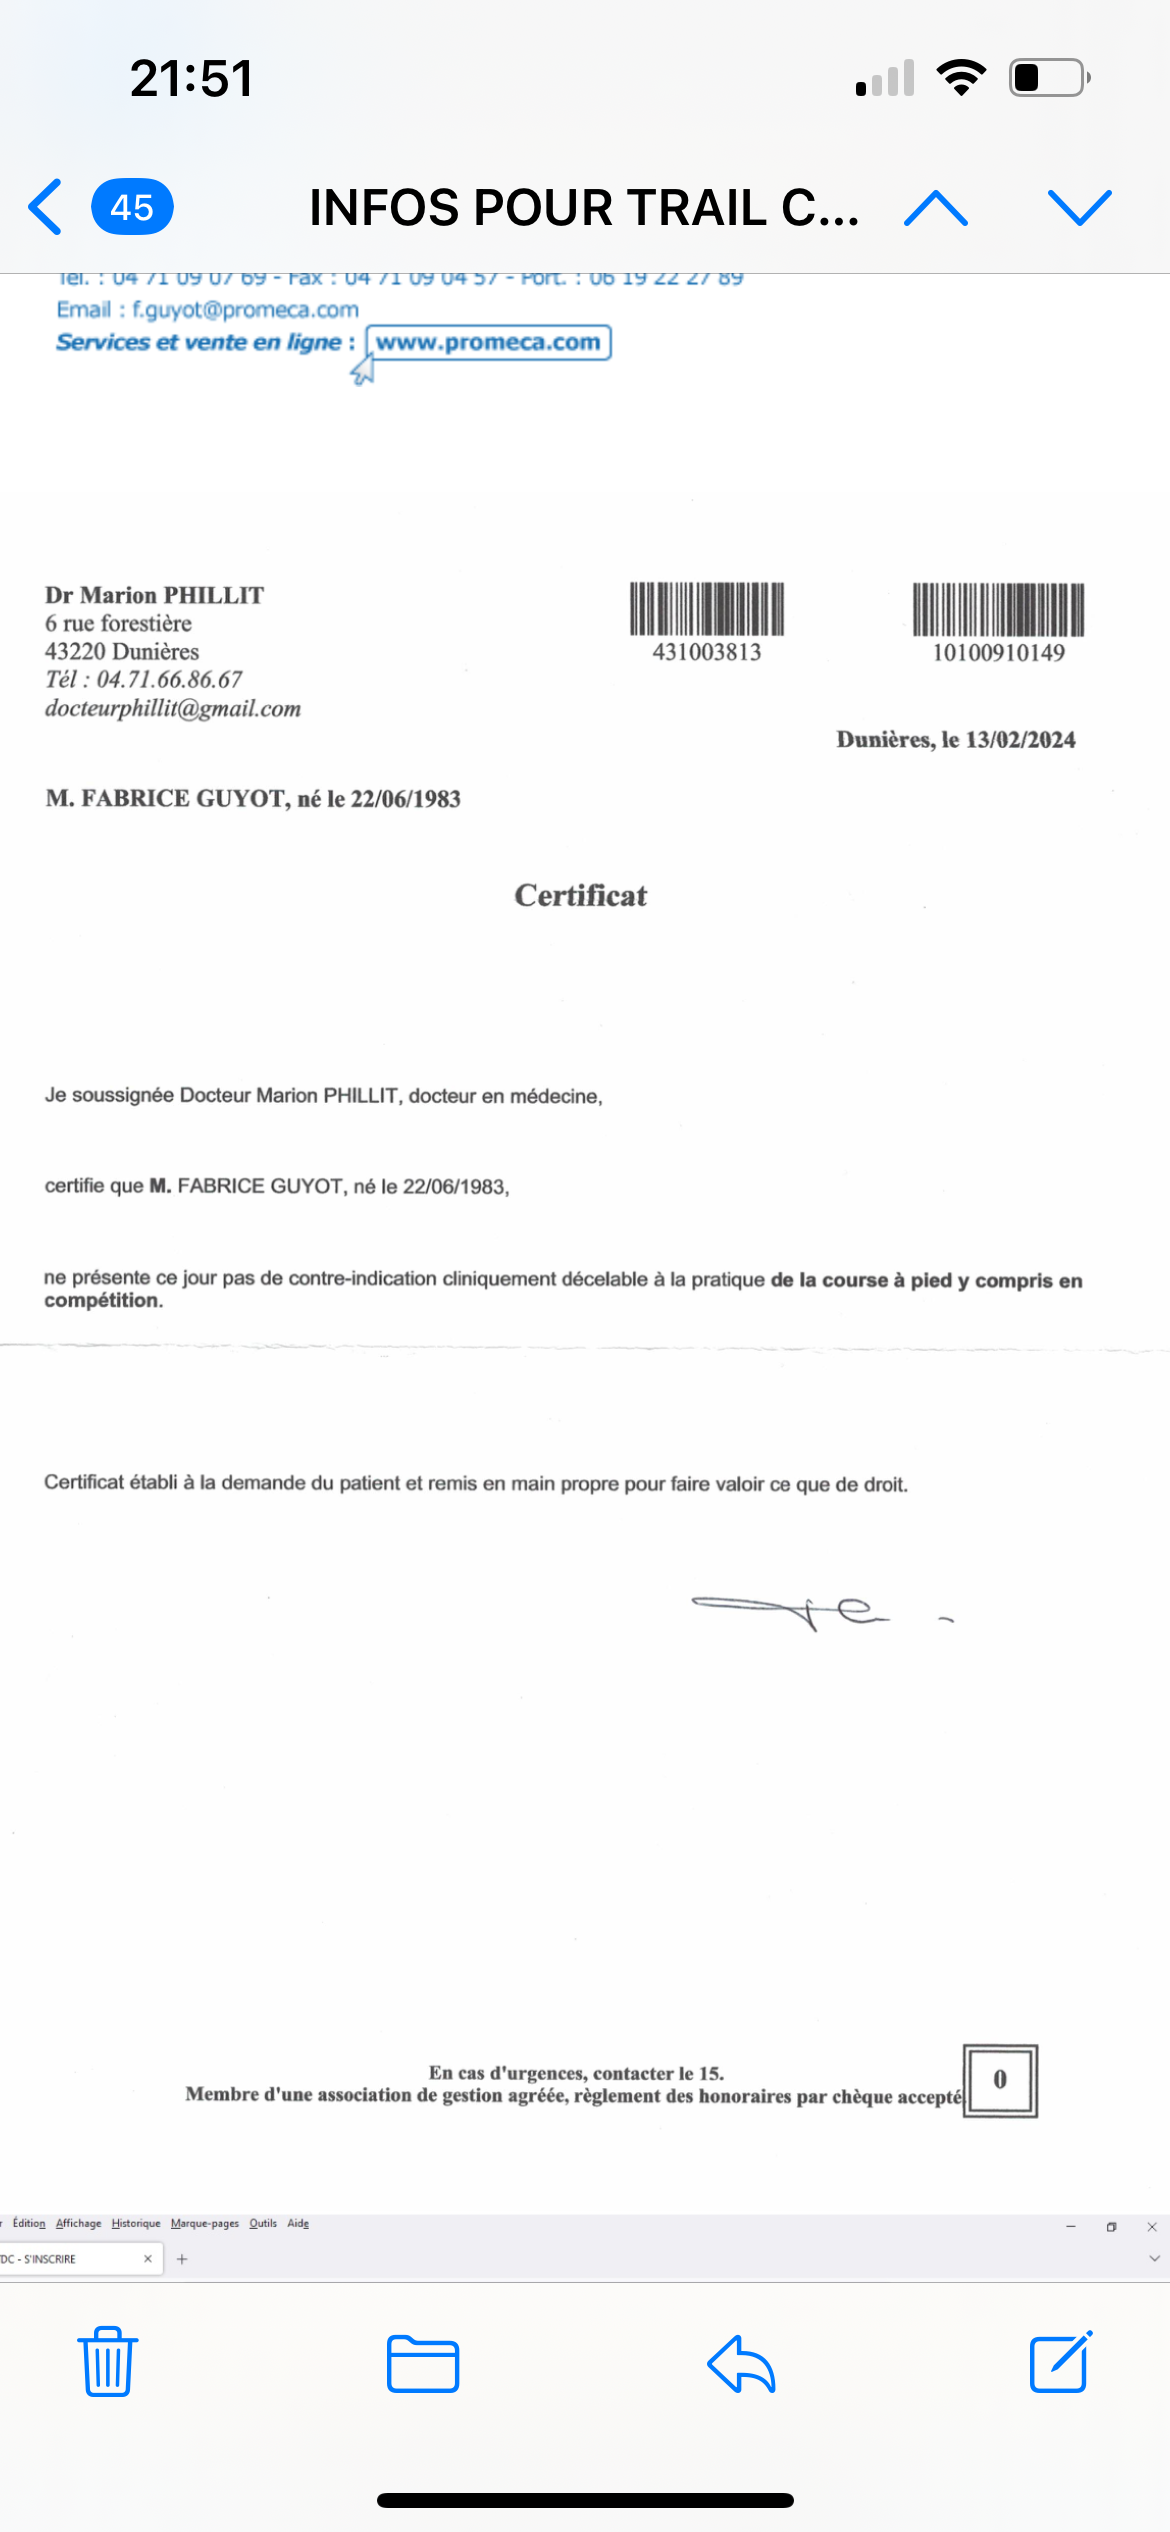 21:51
45
INFOS POUR TRAIL C...
Tél. : 04 71 09 07 69 - Fax : 04 71 09 04 57 - Port. : 06 19 22 27 89
Email : f.guyot@promeca.com
Services et vente en ligne : www.promeca.com
Dr Marion PHILLIT
6 rue forestière
43220 Dunières
Tél : 04.71.66.86.67
docteurphillit@gmail.com
431003813
10100910149
Dunières, le 13/02/2024
M. FABRICE GUYOT, né le 22/06/1983
Certificat
Je soussignée Docteur Marion PHILLIT, docteur en médecine,
certifie que M. FABRICE GUYOT, né le 22/06/1983,
ne présente ce jour pas de contre-indication cliniquement décelable à la pratique de la course à pied y compris en
compétition.
Certificat établi à la demande du patient et remis en main propre pour faire valoir ce que de droit.
En cas d'urgences, contacter le 15.
Membre d'une association de gestion agréée, règlement des honoraires par chèque accepté
0
Édition Affichage Historique Marque-pages Outils Aide
DC - S'INSCRIRE